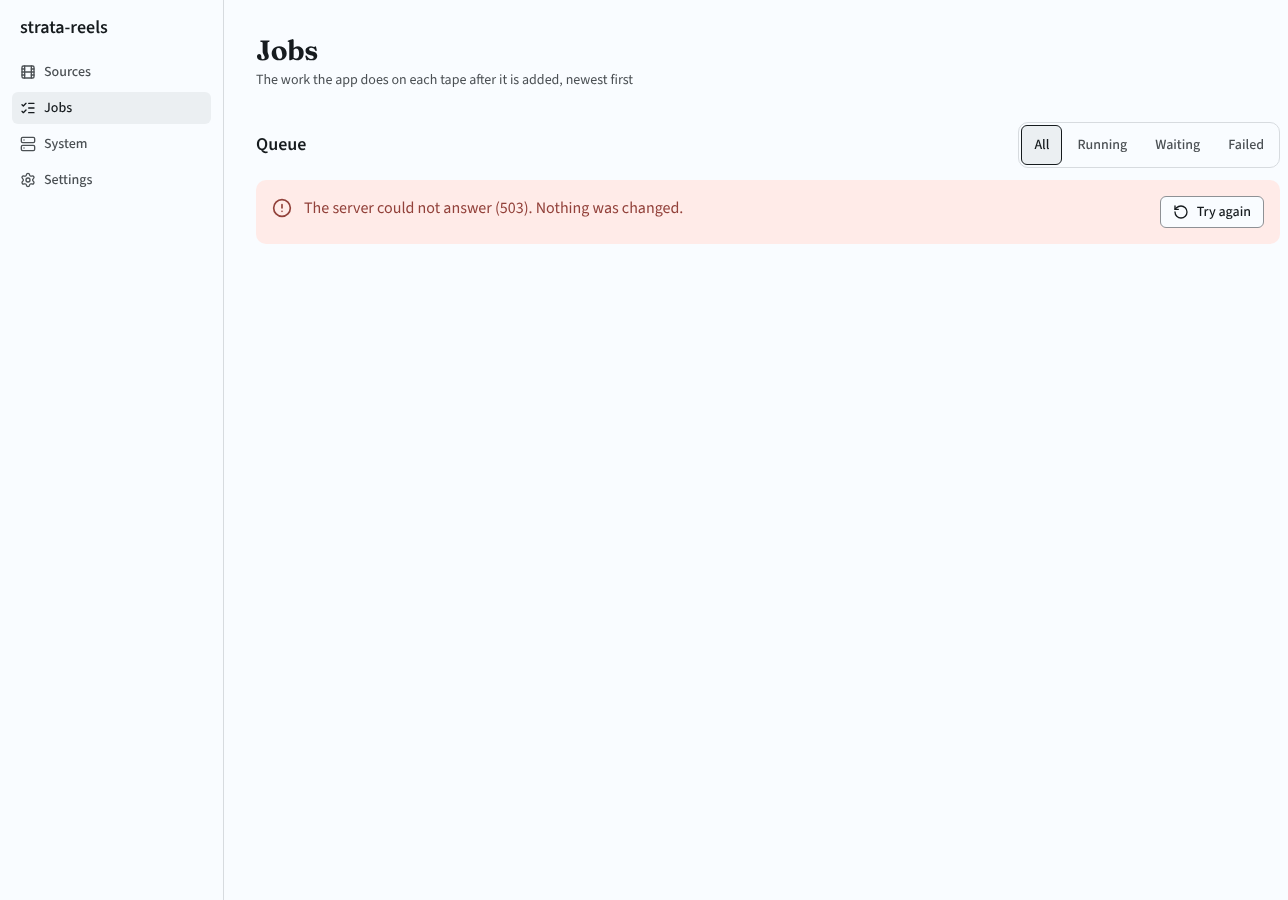 strata-reels
Sources
Jobs
System
Settings
Jobs
The work the app does on each tape after it is added, newest first
Queue
All
Running
Waiting
Failed
The server could not answer (503). Nothing was changed.
Try again